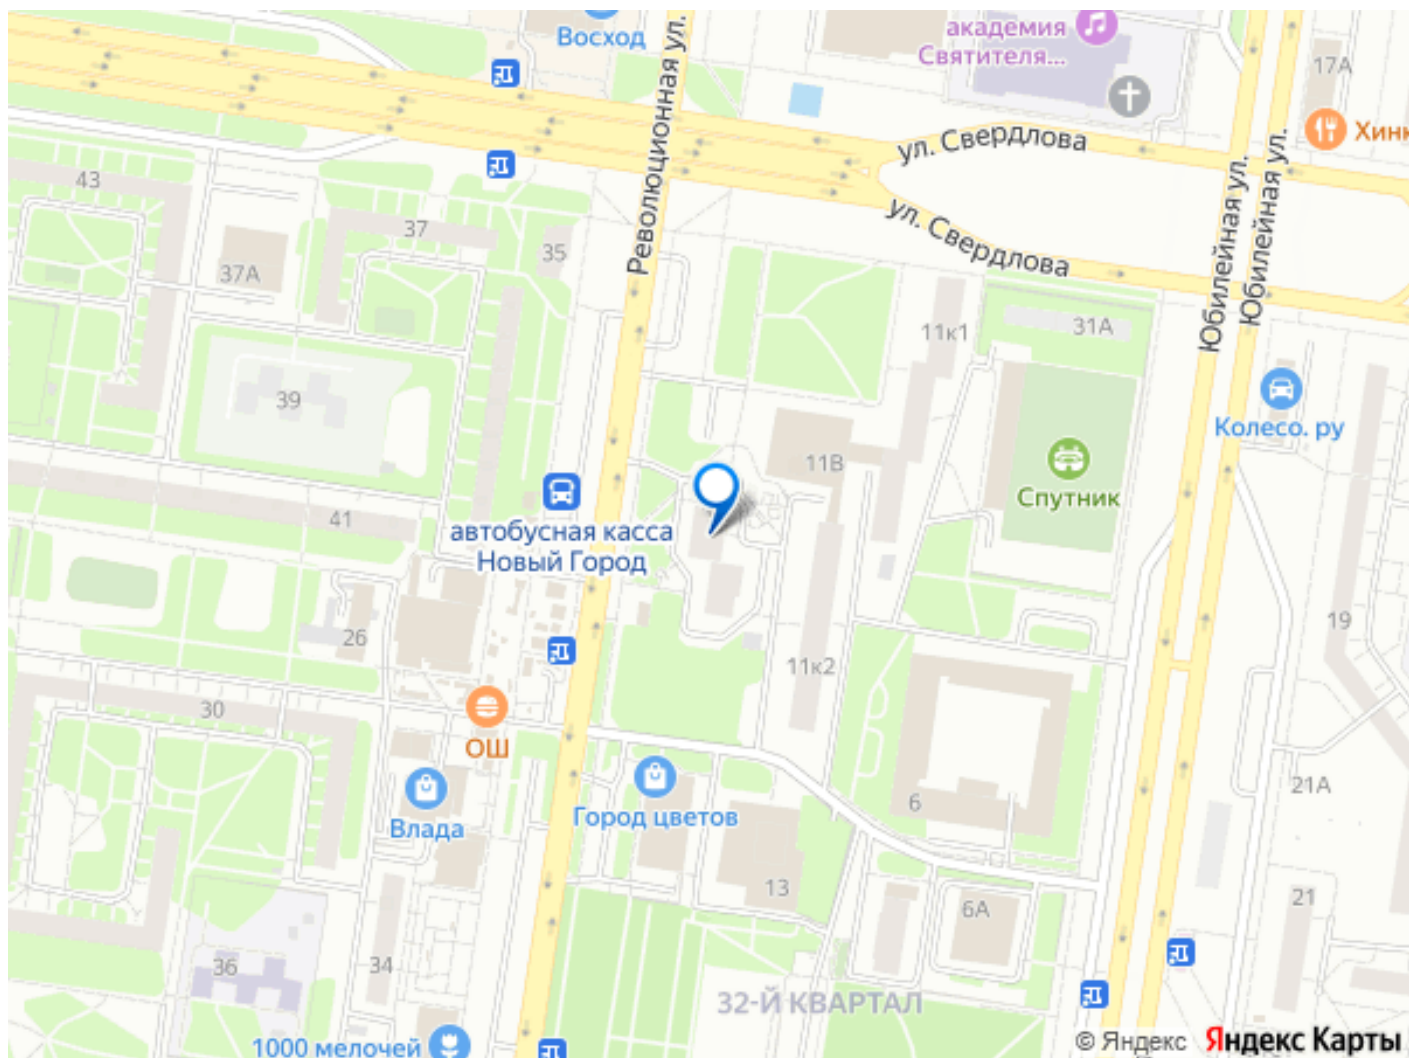 Восход
Революционная ул.
академия
Святителя...
17А
Хинк
ул. Свердлова
ул. Свердлова
Юбилейная ул.
Юбилейная ул.
43
37
35
37А
11к1
31А
39
Колесо. ру
11В
Спутник
41
автобусная касса
Новый Город
26
19
11к2
30
ОШ
21А
6
Влада
Город цветов
13
6А
21
36
34
32-Й КВАРТАЛ
1000 мелочей
© Яндекс Яндекс Карты